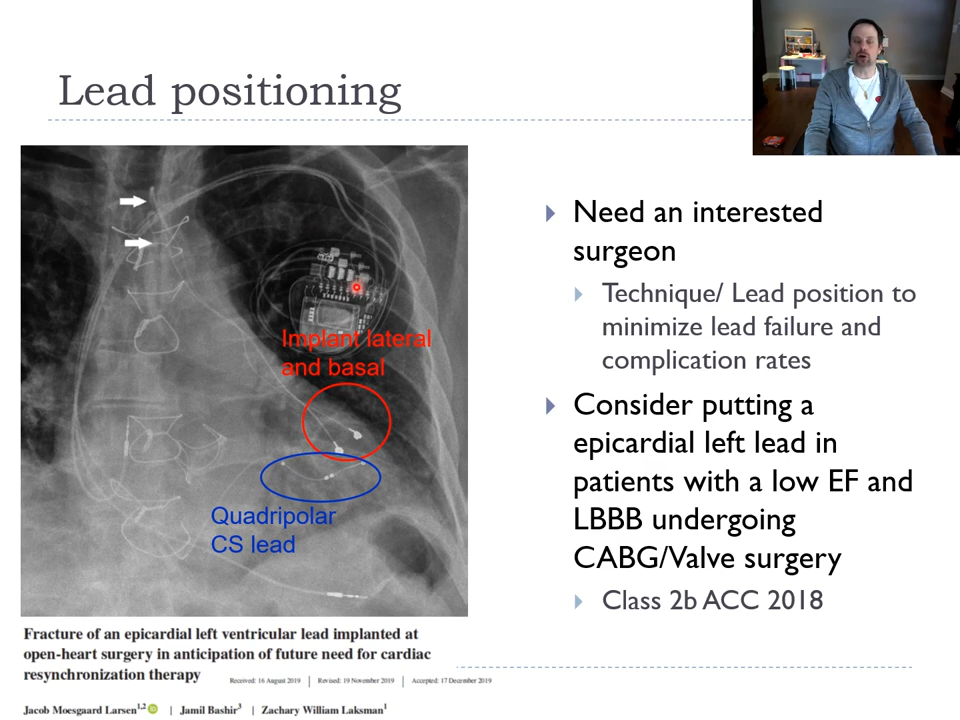 Lead positioning
Implant lateral
and basal
Quadripolar
CS lead
Need an interested
surgeon
Technique/ Lead position to
minimize lead failure and
complication rates
Consider putting a
epicardial left lead in
patients with a low EF and
LBBB undergoing
CABG/Valve surgery
Class 2b ACC 2018
Fracture of an epicardial left ventricular lead implanted at
open-heart surgery in anticipation of future need for cardiac
resynchronization therapy
Received: 16 August 2019 | Revised: 19 November 2019 | Accepted: 17 December 2019
Jacob Moesgaard Larsen1,2 iD | Jamil Bashir3 | Zachary William Laksman1